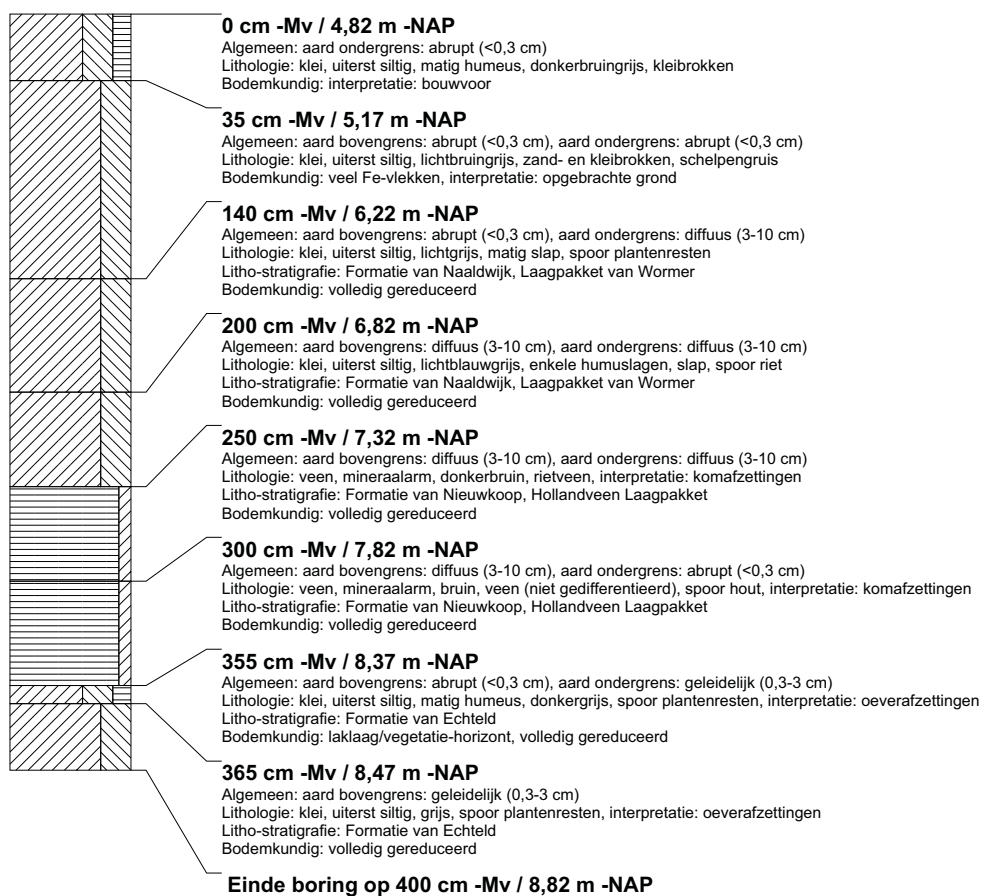 0 cm -Mv / 4,82 m -NAP
Algemeen: aard ondergrens: abrupt (<0,3 cm)
Lithologie: klei, uiterst siltig, matig humeus, donkerbruingrijs, kleibrokken
Bodemkundig: interpretatie: bouwvoor
35 cm -Mv / 5,17 m -NAP
Algemeen: aard bovengrens: abrupt (<0,3 cm), aard ondergrens: abrupt (<0,3 cm)
Lithologie: klei, uiterst siltig, lichtbruingrijs, zand- en kleibrokken, schelpengruis
Bodemkundig: veel Fe-vlekken, interpretatie: opgebrachte grond
140 cm -Mv / 6,22 m -NAP
Algemeen: aard bovengrens: abrupt (<0,3 cm), aard ondergrens: diffuus (3-10 cm)
Lithologie: klei, uiterst siltig, lichtgrijs, matig slap, spoor plantenresten
Litho-stratigrafie: Formatie van Naaldwijk, Laagpakket van Wormer
Bodemkundig: volledig gereduceerd
200 cm -Mv / 6,82 m -NAP
Algemeen: aard bovengrens: diffuus (3-10 cm), aard ondergrens: diffuus (3-10 cm)
Lithologie: klei, uiterst siltig, lichtblauwgrijs, enkele humuslagen, slap, spoor riet
Litho-stratigrafie: Formatie van Naaldwijk, Laagpakket van Wormer
Bodemkundig: volledig gereduceerd
250 cm -Mv / 7,32 m -NAP
Algemeen: aard bovengrens: diffuus (3-10 cm), aard ondergrens: diffuus (3-10 cm)
Lithologie: veen, mineraalarm, donkerbruin, rietveen, interpretatie: komafzettingen
Litho-stratigrafie: Formatie van Nieuwkoop, Hollandveen Laagpakket
Bodemkundig: volledig gereduceerd
300 cm -Mv / 7,82 m -NAP
Algemeen: aard bovengrens: diffuus (3-10 cm), aard ondergrens: abrupt (<0,3 cm)
Lithologie: veen, mineraalarm, bruin, veen (niet gedifferentieerd), spoor hout, interpretatie: komafzettingen
Litho-stratigrafie: Formatie van Nieuwkoop, Hollandveen Laagpakket
Bodemkundig: volledig gereduceerd
355 cm -Mv / 8,37 m -NAP
Algemeen: aard bovengrens: abrupt (<0,3 cm), aard ondergrens: geleidelijk (0,3-3 cm)
Lithologie: klei, uiterst siltig, matig humeus, donkergrijs, spoor plantenresten, interpretatie: oeverafzettingen
Litho-stratigrafie: Formatie van Echteld
Bodemkundig: laklaag/vegetatie-horizont, volledig gereduceerd
365 cm -Mv / 8,47 m -NAP
Algemeen: aard bovengrens: geleidelijk (0,3-3 cm)
Lithologie: klei, uiterst siltig, grijs, spoor plantenresten, interpretatie: oeverafzettingen
Litho-stratigrafie: Formatie van Echteld
Bodemkundig: volledig gereduceerd
Einde boring op 400 cm -Mv / 8,82 m -NAP